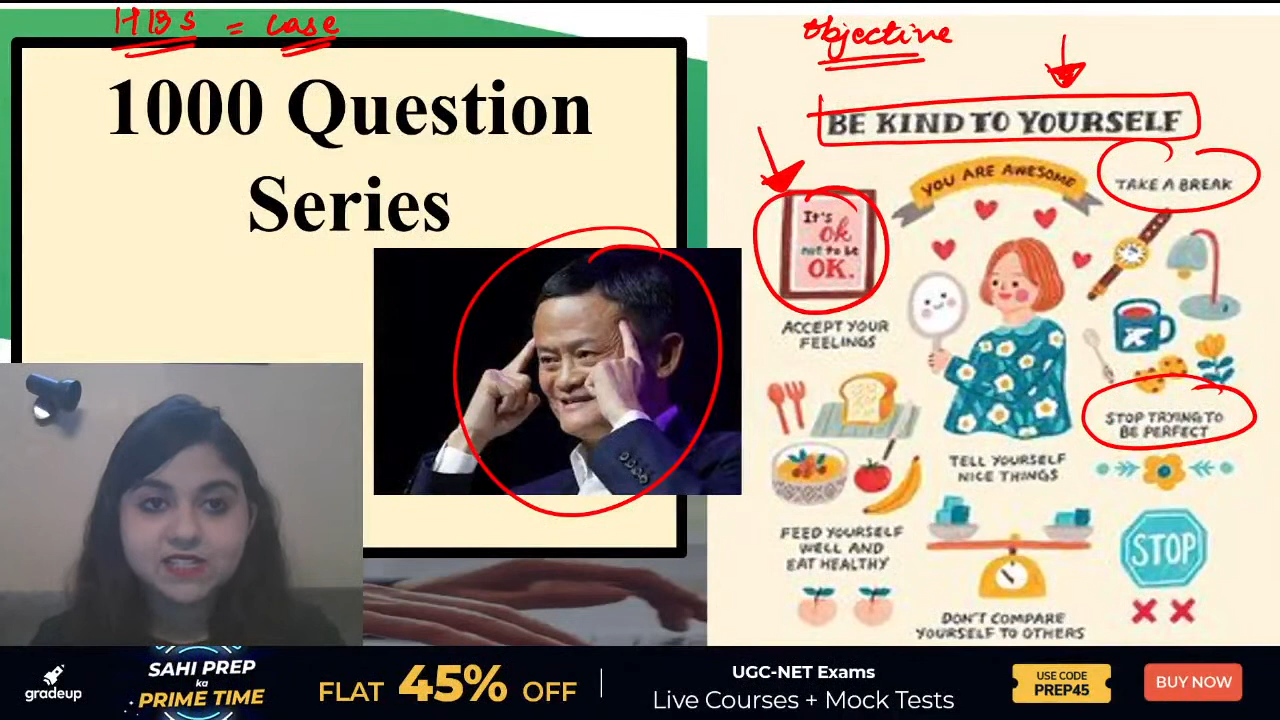 HBS = case
1000 Question
Series
Objective
BE KIND TO YOURSELF
YOU ARE AWESOME
TAKE A BREAK
It's
ok
not to be
OK.
ACCEPT YOUR
FEELINGS
STOP TRYING TO
BE PERFECT
TELL YOURSELF
NICE THINGS
FEED YOURSELF
WELL AND
EAT HEALTHY
STOP
DON'T COMPARE
YOURSELF TO OTHERS
gradeup
SAHI PREP
ka
PRIME TIME
FLAT 45% OFF
UGC-NET Exams
Live Courses + Mock Tests
USE CODE
PREP45
BUY NOW